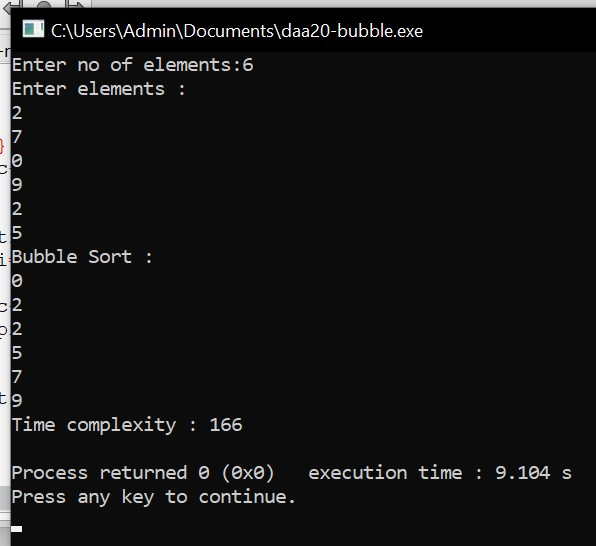 C:\Users\Admin\Documents\daa20-bubble.exe
Enter no of elements:6
Enter elements :
2
7
0
9
2
5
Bubble Sort :
0
2
2
5
7
9
Time complexity : 166
Process returned 0 (0x0)   execution time : 9.104 s
Press any key to continue.